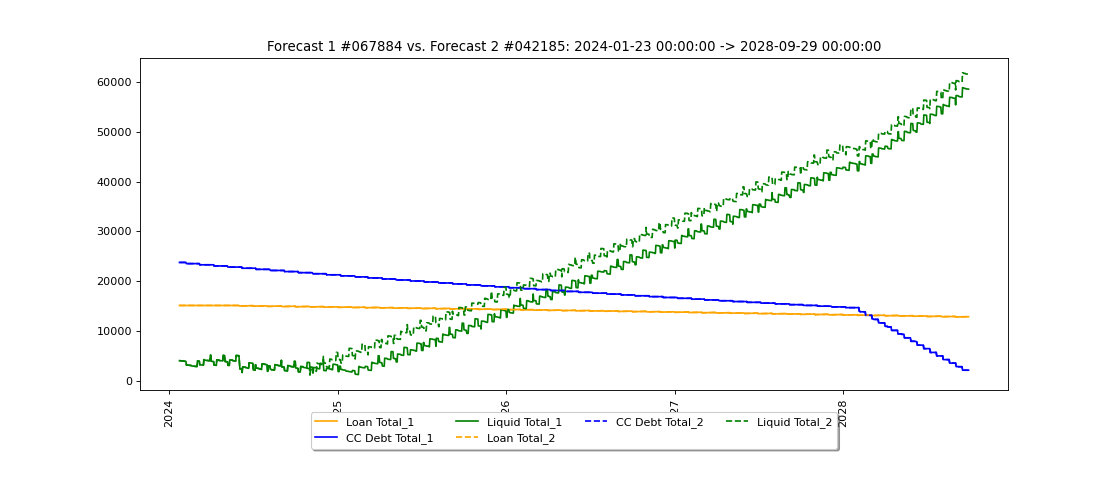 Forecast 1 #067884 vs. Forecast 2 #042185: 2024-01-23 00:00:00 -> 2028-09-29 00:00:00
60000
50000
40000
30000
20000
10000
0
2024
25
26
27
2028
Loan Total_1
CC Debt Total_1
Liquid Total_1
Loan Total_2
CC Debt Total_2
Liquid Total_2